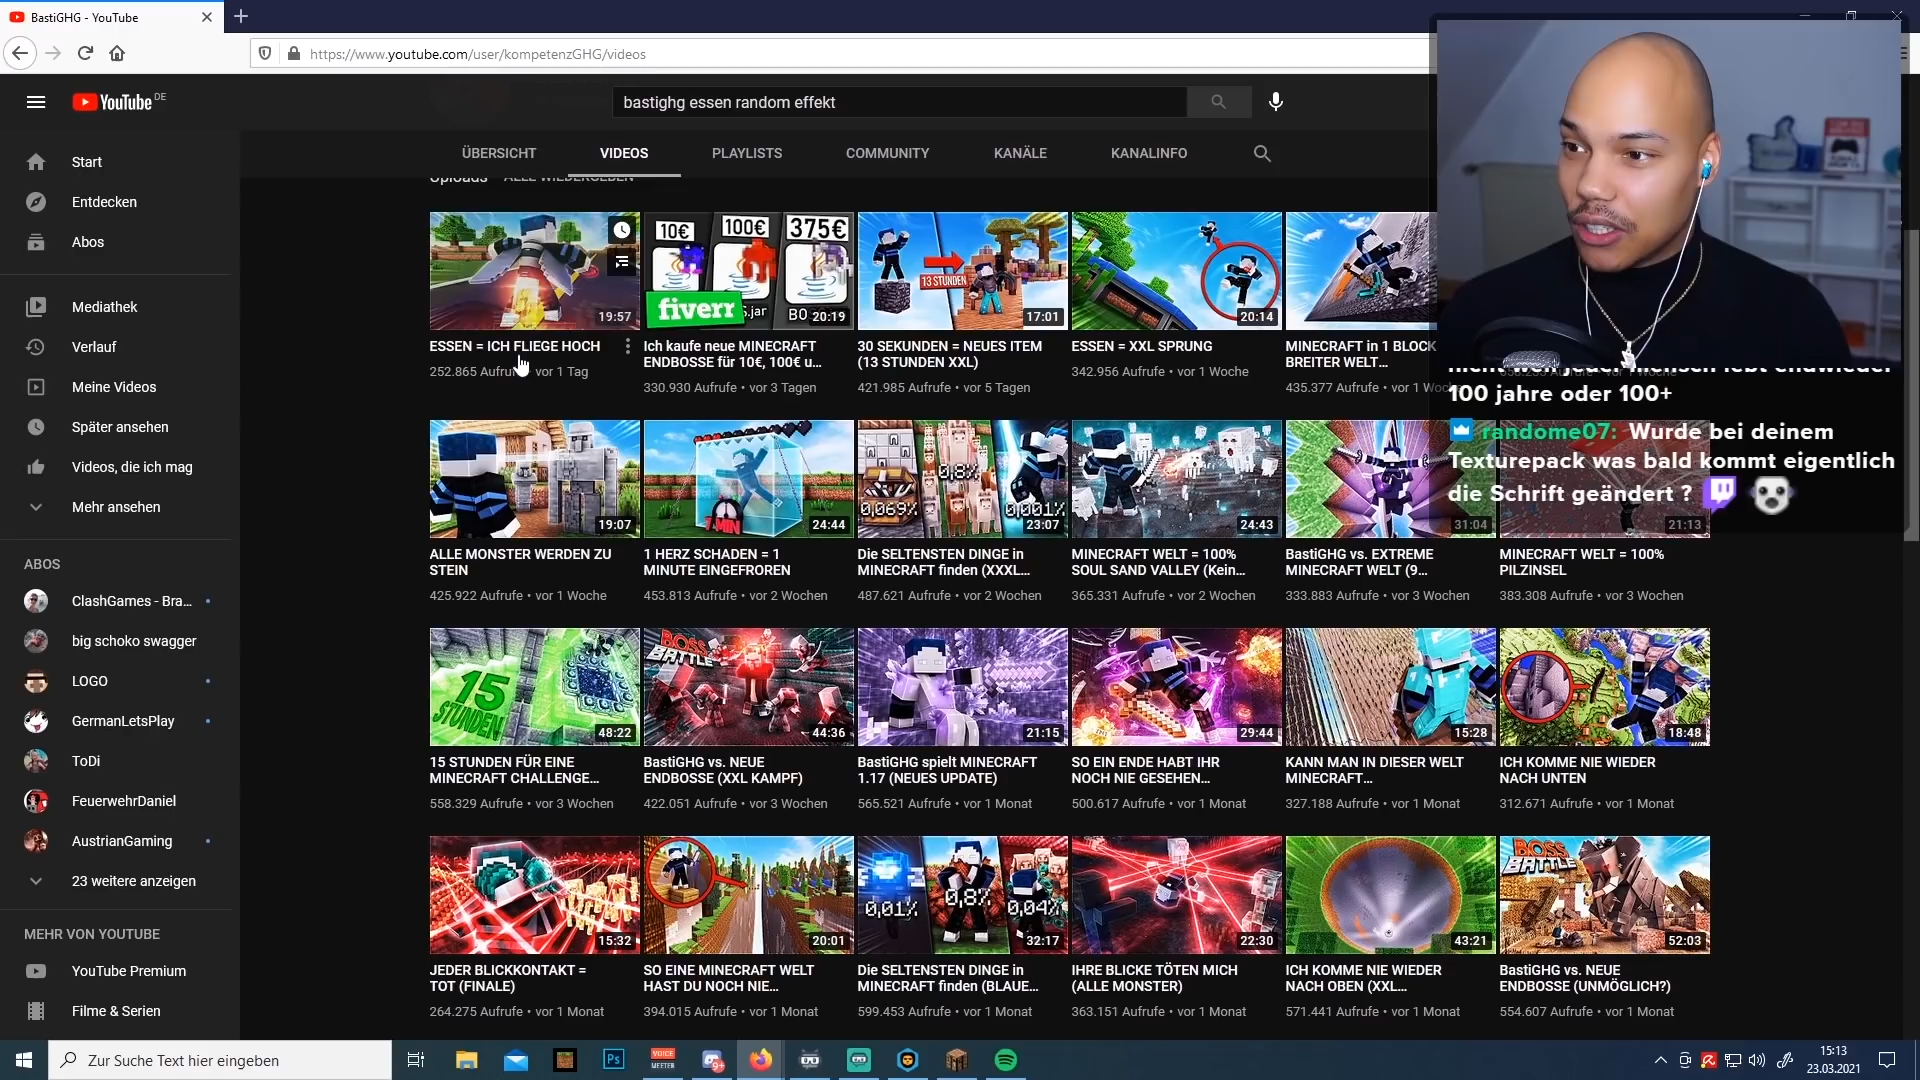 BastiGHG - YouTube
https://www.youtube.com/user/kompetenzGHG/videos
YouTube DE
bastighg essen random effekt
ÜBERSICHT VIDEOS PLAYLISTS COMMUNITY KANÄLE KANALINFO
Uploads ALLE WIEDERGEBEN
Start
Entdecken
Abos
Mediathek
Verlauf
Meine Videos
Später ansehen
Videos, die ich mag
Mehr ansehen
ABOS
ClashGames - Bra...
big schoko swagger
LOGO
GermanLetsPlay
ToDi
FeuerwehrDaniel
AustrianGaming
23 weitere anzeigen
MEHR VON YOUTUBE
YouTube Premium
Filme & Serien
19:57
ESSEN = ICH FLIEGE HOCH
252.865 Aufrufe • vor 1 Tag
10€ 100€ 375€
fiverr
.jar
BO
20:19
Ich kaufe neue MINECRAFT
ENDBOSSE für 10€, 100€ u...
330.930 Aufrufe • vor 3 Tagen
13 STUNDEN
17:01
30 SEKUNDEN = NEUES ITEM
(13 STUNDEN XXL)
421.985 Aufrufe • vor 5 Tagen
20:14
ESSEN = XXL SPRUNG
342.956 Aufrufe • vor 1 Woche
MINECRAFT in 1 BLOCK
BREITER WELT...
435.377 Aufrufe • vor 1 Woc
nicht weil jeder mensch lebt endwieder
100 jahre oder 100+
randome07: Wurde bei deinem
Texturepack was bald kommt eigentlich
die Schrift geändert ?
19:07
ALLE MONSTER WERDEN ZU
STEIN
425.922 Aufrufe • vor 1 Woche
1 MIN
24:44
1 HERZ SCHADEN = 1
MINUTE EINGEFROREN
453.813 Aufrufe • vor 2 Wochen
0,8%
0,069% 0,001%
23:07
Die SELTENSTEN DINGE in
MINECRAFT finden (XXXL...
487.621 Aufrufe • vor 2 Wochen
24:43
MINECRAFT WELT = 100%
SOUL SAND VALLEY (Kein...
365.331 Aufrufe • vor 2 Wochen
31:04
BastiGHG vs. EXTREME
MINECRAFT WELT (9...
333.883 Aufrufe • vor 3 Wochen
21:13
MINECRAFT WELT = 100%
PILZINSEL
383.308 Aufrufe • vor 3 Wochen
15
STUNDEN
48:22
15 STUNDEN FÜR EINE
MINECRAFT CHALLENGE...
558.329 Aufrufe • vor 3 Wochen
BOSS
BATTLE
44:36
BastiGHG vs. NEUE
ENDBOSSE (XXL KAMPF)
422.051 Aufrufe • vor 3 Wochen
21:15
BastiGHG spielt MINECRAFT
1.17 (NEUES UPDATE)
565.521 Aufrufe • vor 1 Monat
29:44
SO EIN ENDE HABT IHR
NOCH NIE GESEHEN...
500.617 Aufrufe • vor 1 Monat
15:28
KANN MAN IN DIESER WELT
MINECRAFT...
327.188 Aufrufe • vor 1 Monat
18:48
ICH KOMME NIE WIEDER
NACH UNTEN
312.671 Aufrufe • vor 1 Monat
15:32
JEDER BLICKKONTAKT =
TOT (FINALE)
264.275 Aufrufe • vor 1 Monat
20:01
SO EINE MINECRAFT WELT
HAST DU NOCH NIE...
394.015 Aufrufe • vor 1 Monat
0,01% 0,8% 0,04%
32:17
Die SELTENSTEN DINGE in
MINECRAFT finden (BLAUE...
599.453 Aufrufe • vor 1 Monat
22:30
IHRE BLICKE TÖTEN MICH
(ALLE MONSTER)
363.151 Aufrufe • vor 1 Monat
43:21
ICH KOMME NIE WIEDER
NACH OBEN (XXL...
571.441 Aufrufe • vor 1 Monat
BOSS
BATTLE
52:03
BastiGHG vs. NEUE
ENDBOSSE (UNMÖGLICH?)
554.607 Aufrufe • vor 1 Monat
Zur Suche Text hier eingeben
Ps
VOICE
MEETER
9+
15:13
23.03.2021